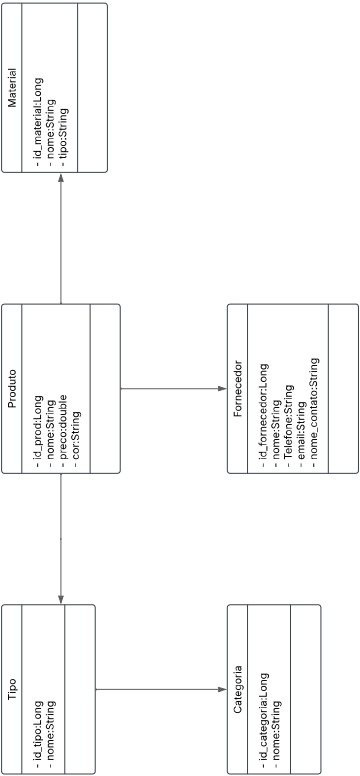 Tipo
- id_tipo:Long
- nome:String
Produto
- id_prod:Long
- nome:String
- preco:double
- cor:String
Material
- id_material:Long
- nome:String
- tipo:String
Categoria
- id_categoria:Long
- nome:String
Fornecedor
- id_fornecedor:Long
- nome:String
- Telefone:String
- email:String
- nome_contato:String